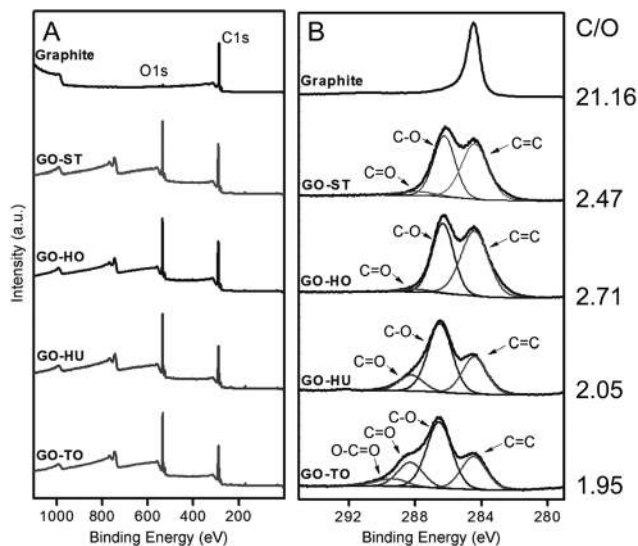 A
B
C/O
C1s
O1s
Graphite
Graphite
21.16
GO-ST
C-O
C=C
C=O
GO-ST
2.47
GO-HO
C-O
C=C
C=O
GO-HO
2.71
GO-HU
C-O
C=C
C=O
GO-HU
2.05
GO-TO
C-O
C=O
C=C
O-C=O
GO-TO
1.95
Intensity (a.u.)
1000 800 600 400 200
292 288 284 280
Binding Energy (eV)
Binding Energy (eV)